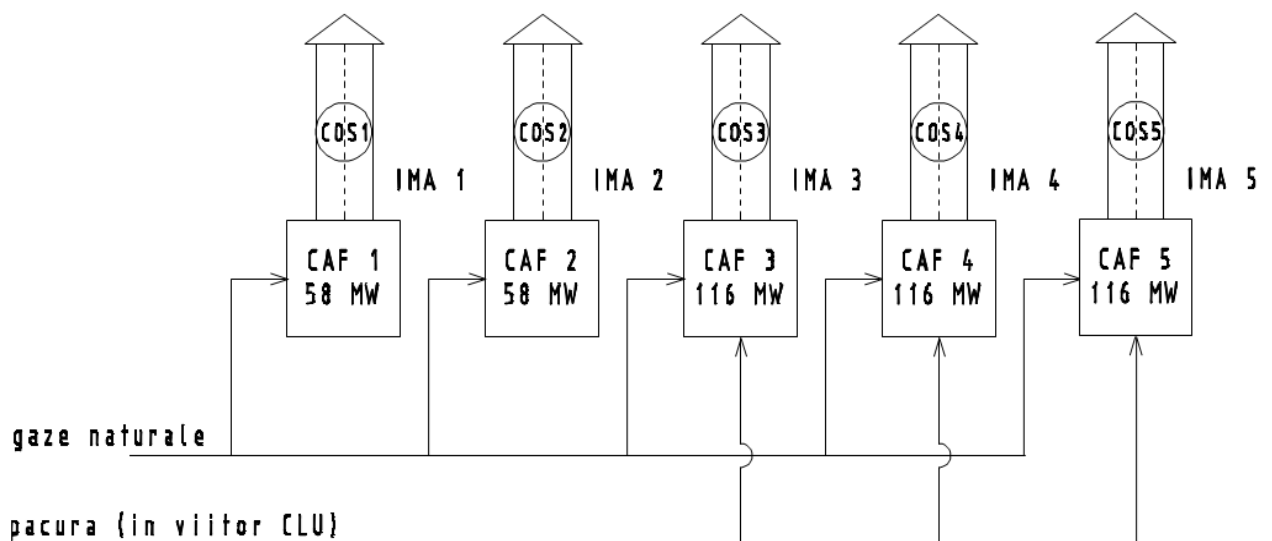 COS1
COS2
COS3
COS4
COS5
IMA 1
IMA 2
IMA 3
IMA 4
IMA 5
CAF 1
58 MW
CAF 2
58 MW
CAF 3
116 MW
CAF 4
116 MW
CAF 5
116 MW
gaze naturale
pacura (in viitor CLU)